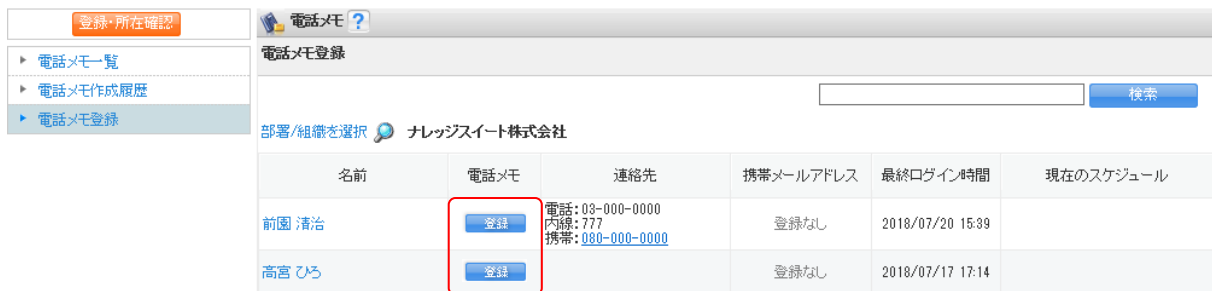 登録・所在確認
電話メモ一覧
電話メモ作成履歴
電話メモ登録
電話メモ ?
電話メモ登録
検索
部署/組織を選択 ナレッジスイート株式会社
名前 電話メモ 連絡先 携帯メールアドレス 最終ログイン時間 現在のスケジュール
前園 清治 登録 電話:03-000-0000
内線:777
携帯:080-000-0000 登録なし 2018/07/20 15:39
高宮 ひろ 登録 登録なし 2018/07/17 17:14